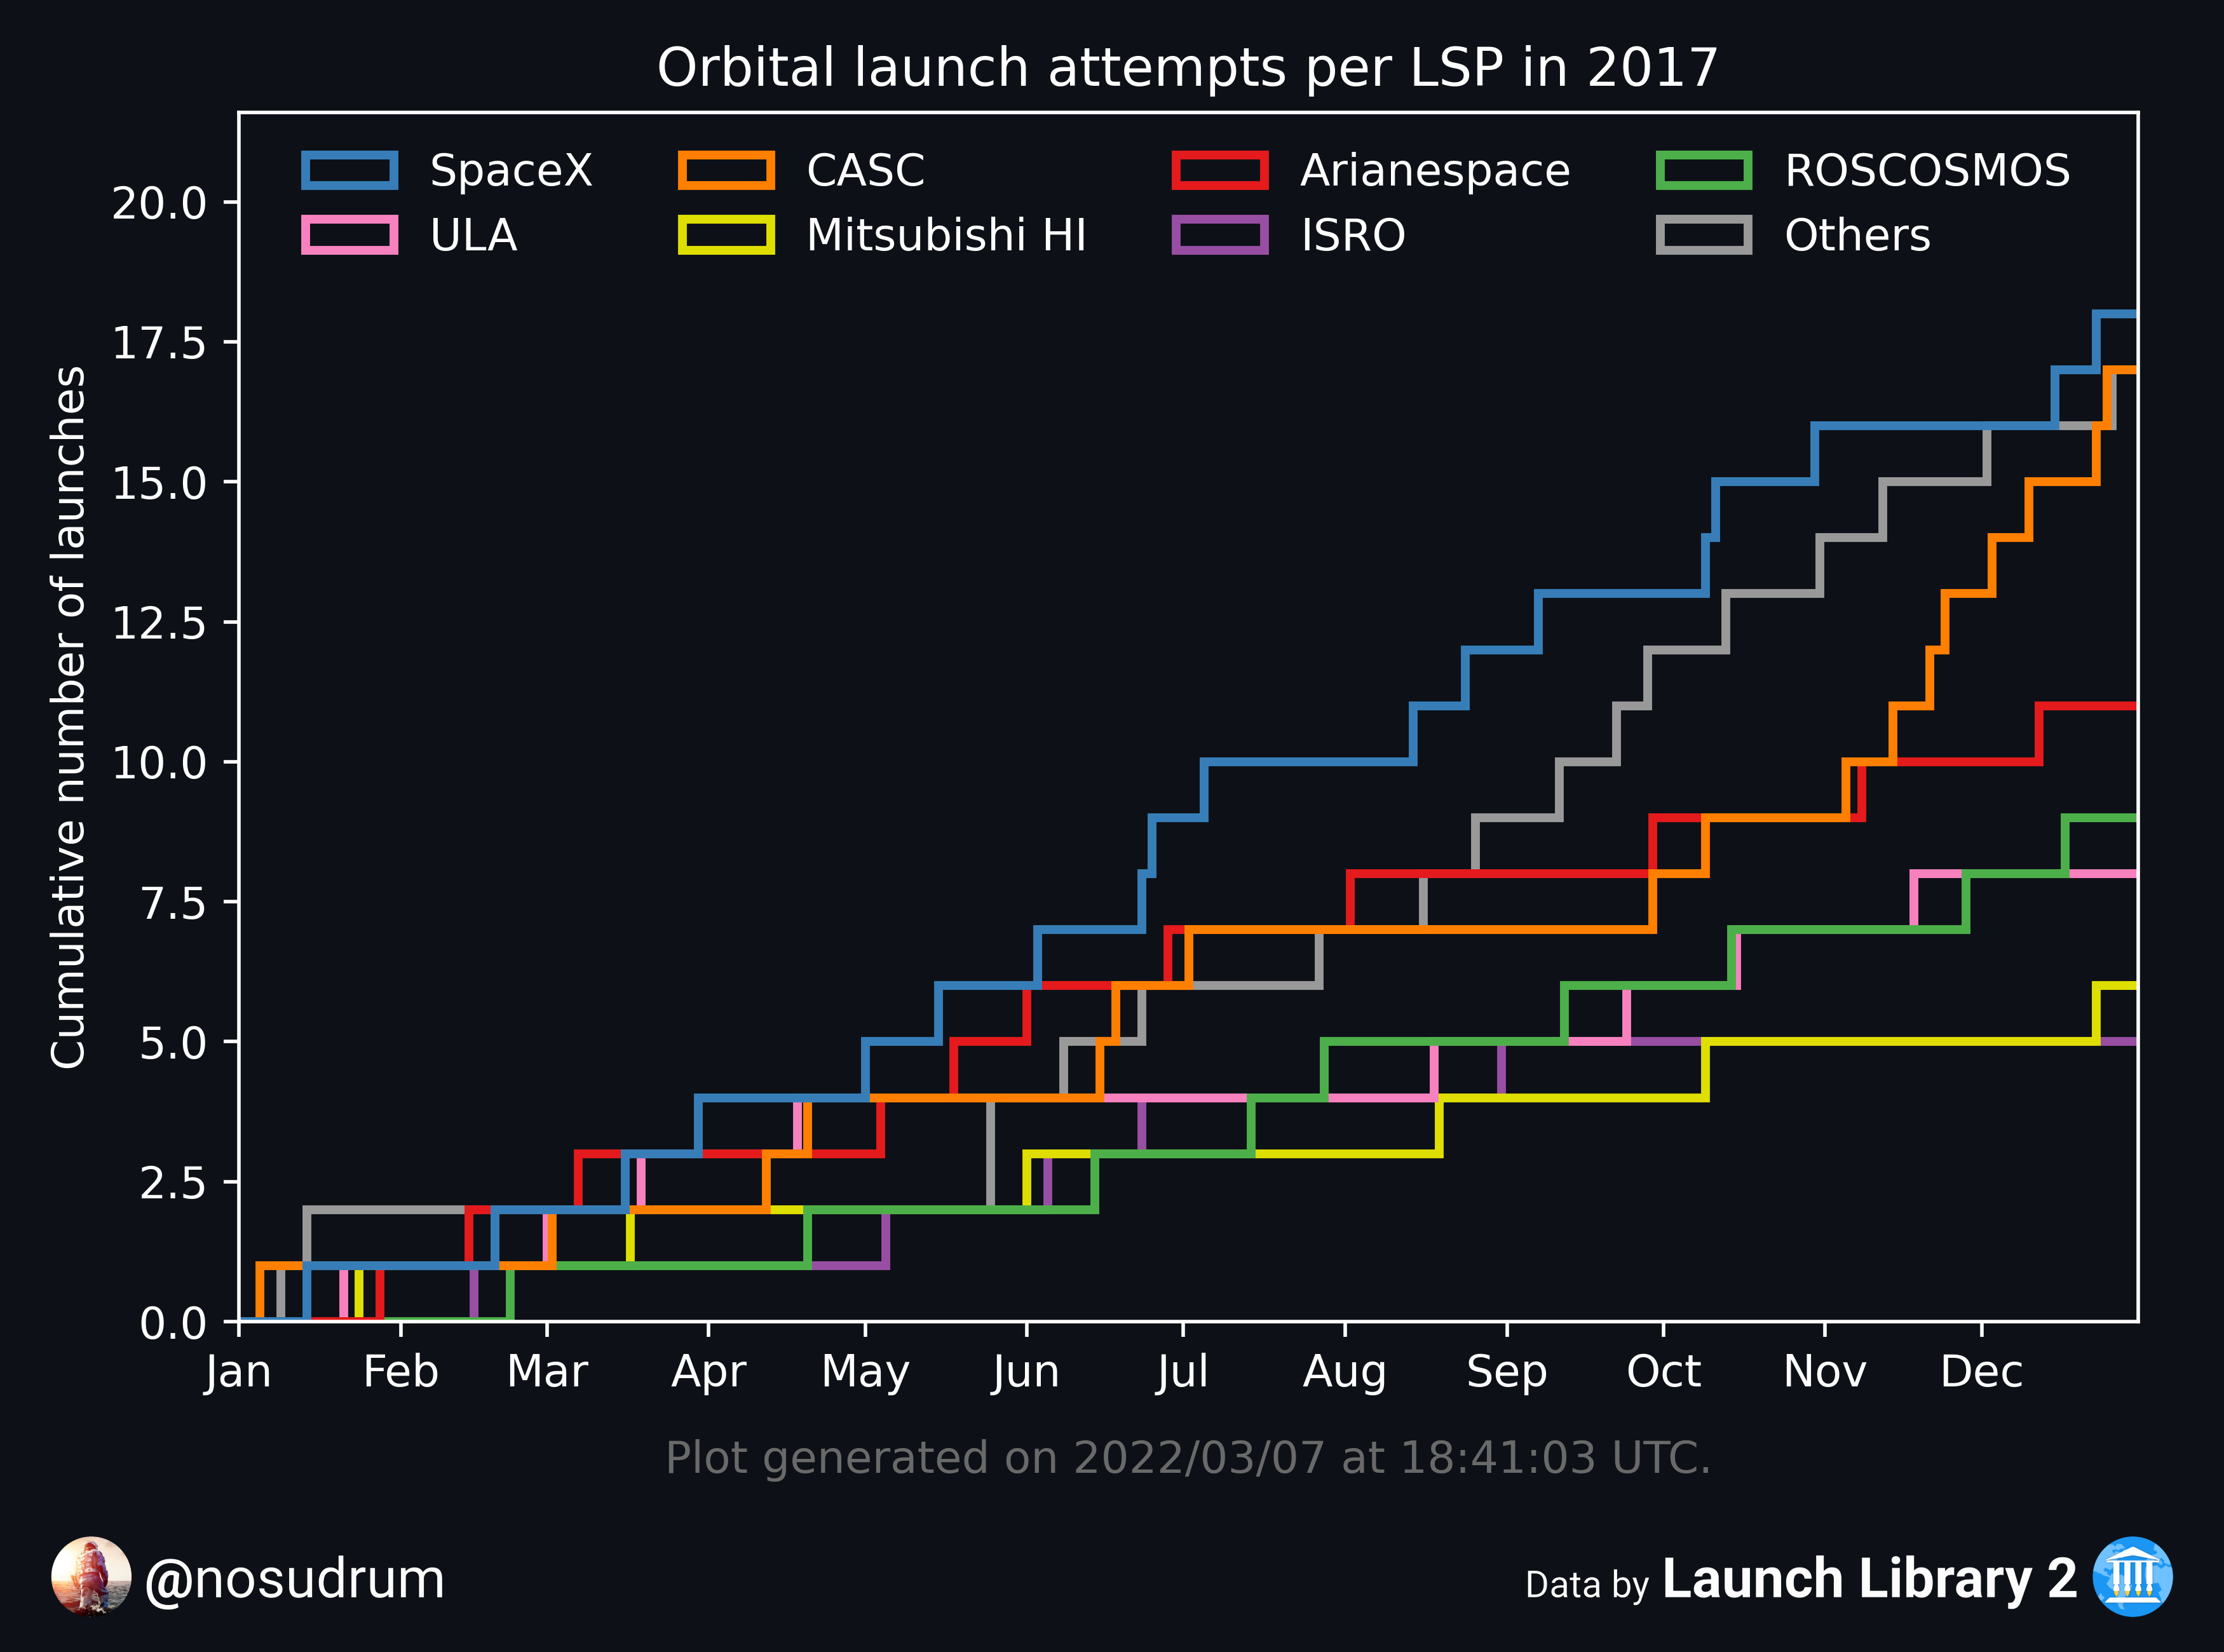 Orbital launch attempts per LSP in 2017
SpaceX
CASC
Arianespace
ROSCOSMOS
ULA
Mitsubishi HI
ISRO
Others
Cumulative number of launches
20.0
17.5
15.0
12.5
10.0
7.5
5.0
2.5
0.0
Jan Feb Mar Apr May Jun Jul Aug Sep Oct Nov Dec
Plot generated on 2022/03/07 at 18:41:03 UTC.
@nosudrum
Data by Launch Library 2